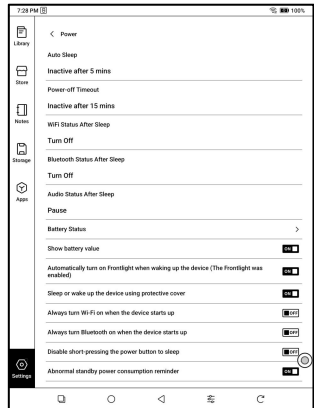 7:28 PM
100%
Library
Store
Notes
Storage
Apps
Settings
Power
Auto Sleep
Inactive after 5 mins
Power-off Timeout
Inactive after 15 mins
WiFi Status After Sleep
Turn Off
Bluetooth Status After Sleep
Turn Off
Audio Status After Sleep
Pause
Battery Status
Show battery value ON
Automatically turn on Frontlight when waking up the device (The Frontlight was
enabled) ON
Sleep or wake up the device using protective cover ON
Always turn Wi-Fi on when the device starts up OFF
Always turn Bluetooth on when the device starts up OFF
Disable short-pressing the power button to sleep OFF
Abnormal standby power consumption reminder ON